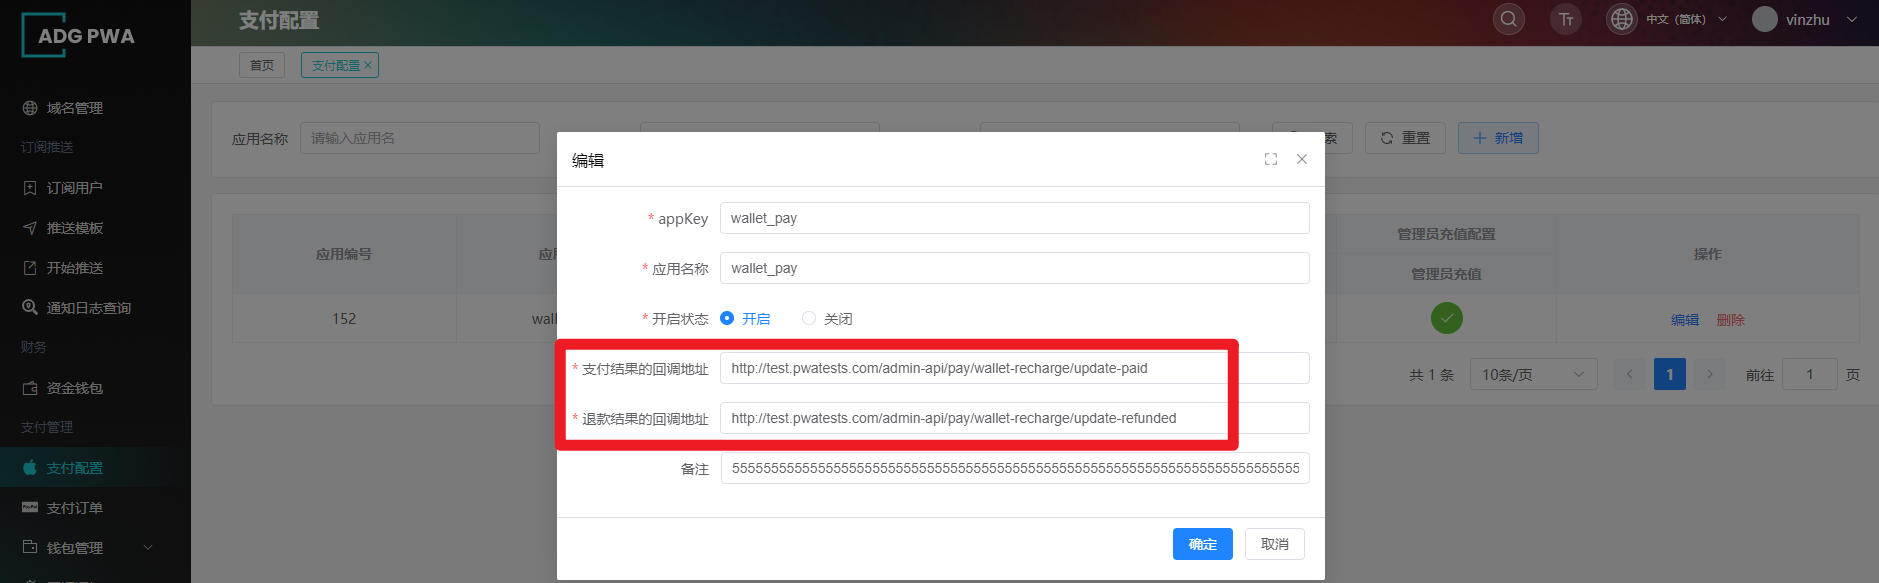 ADG PWA
支付配置
中文（简体）
vinzhu
首页
支付配置
域名管理
订阅推送
订阅用户
推送模板
开始推送
通知日志查询
财务
资金钱包
支付管理
支付配置
支付订单
钱包管理
应用名称 请输入应用名
索 重置 新增
应用编号
管理员充值配置
管理员充值
操作
152
wall
编辑 删除
共 1 条 10条/页 1 前往 1 页
编辑
* appKey wallet_pay
* 应用名称 wallet_pay
* 开启状态 开启 关闭
* 支付结果的回调地址 http://test.pwatests.com/admin-api/pay/wallet-recharge/update-paid
* 退款结果的回调地址 http://test.pwatests.com/admin-api/pay/wallet-recharge/update-refunded
备注
确定 取消